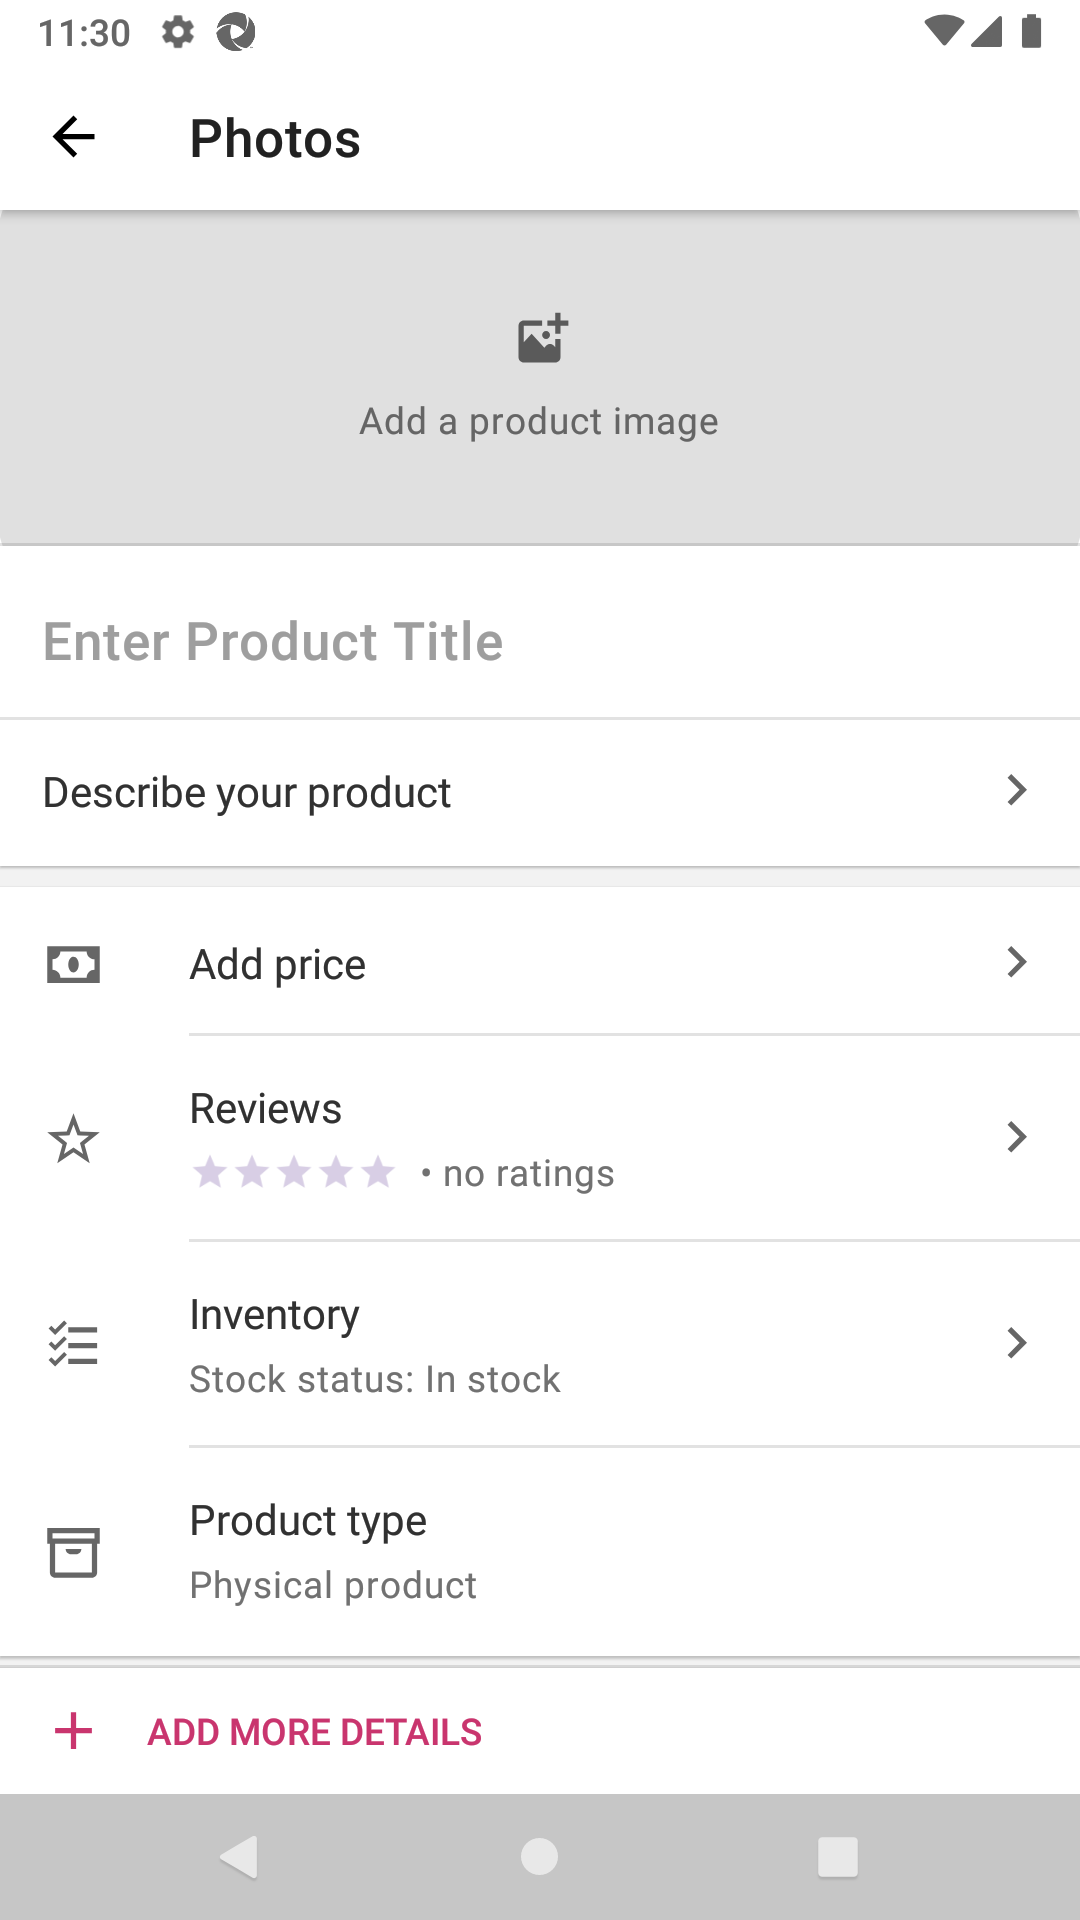 11:30
Photos
Add a product image
Enter Product Title
Describe your product
Add price
Reviews
• no ratings
Inventory
Stock status: In stock
Product type
Physical product
ADD MORE DETAILS